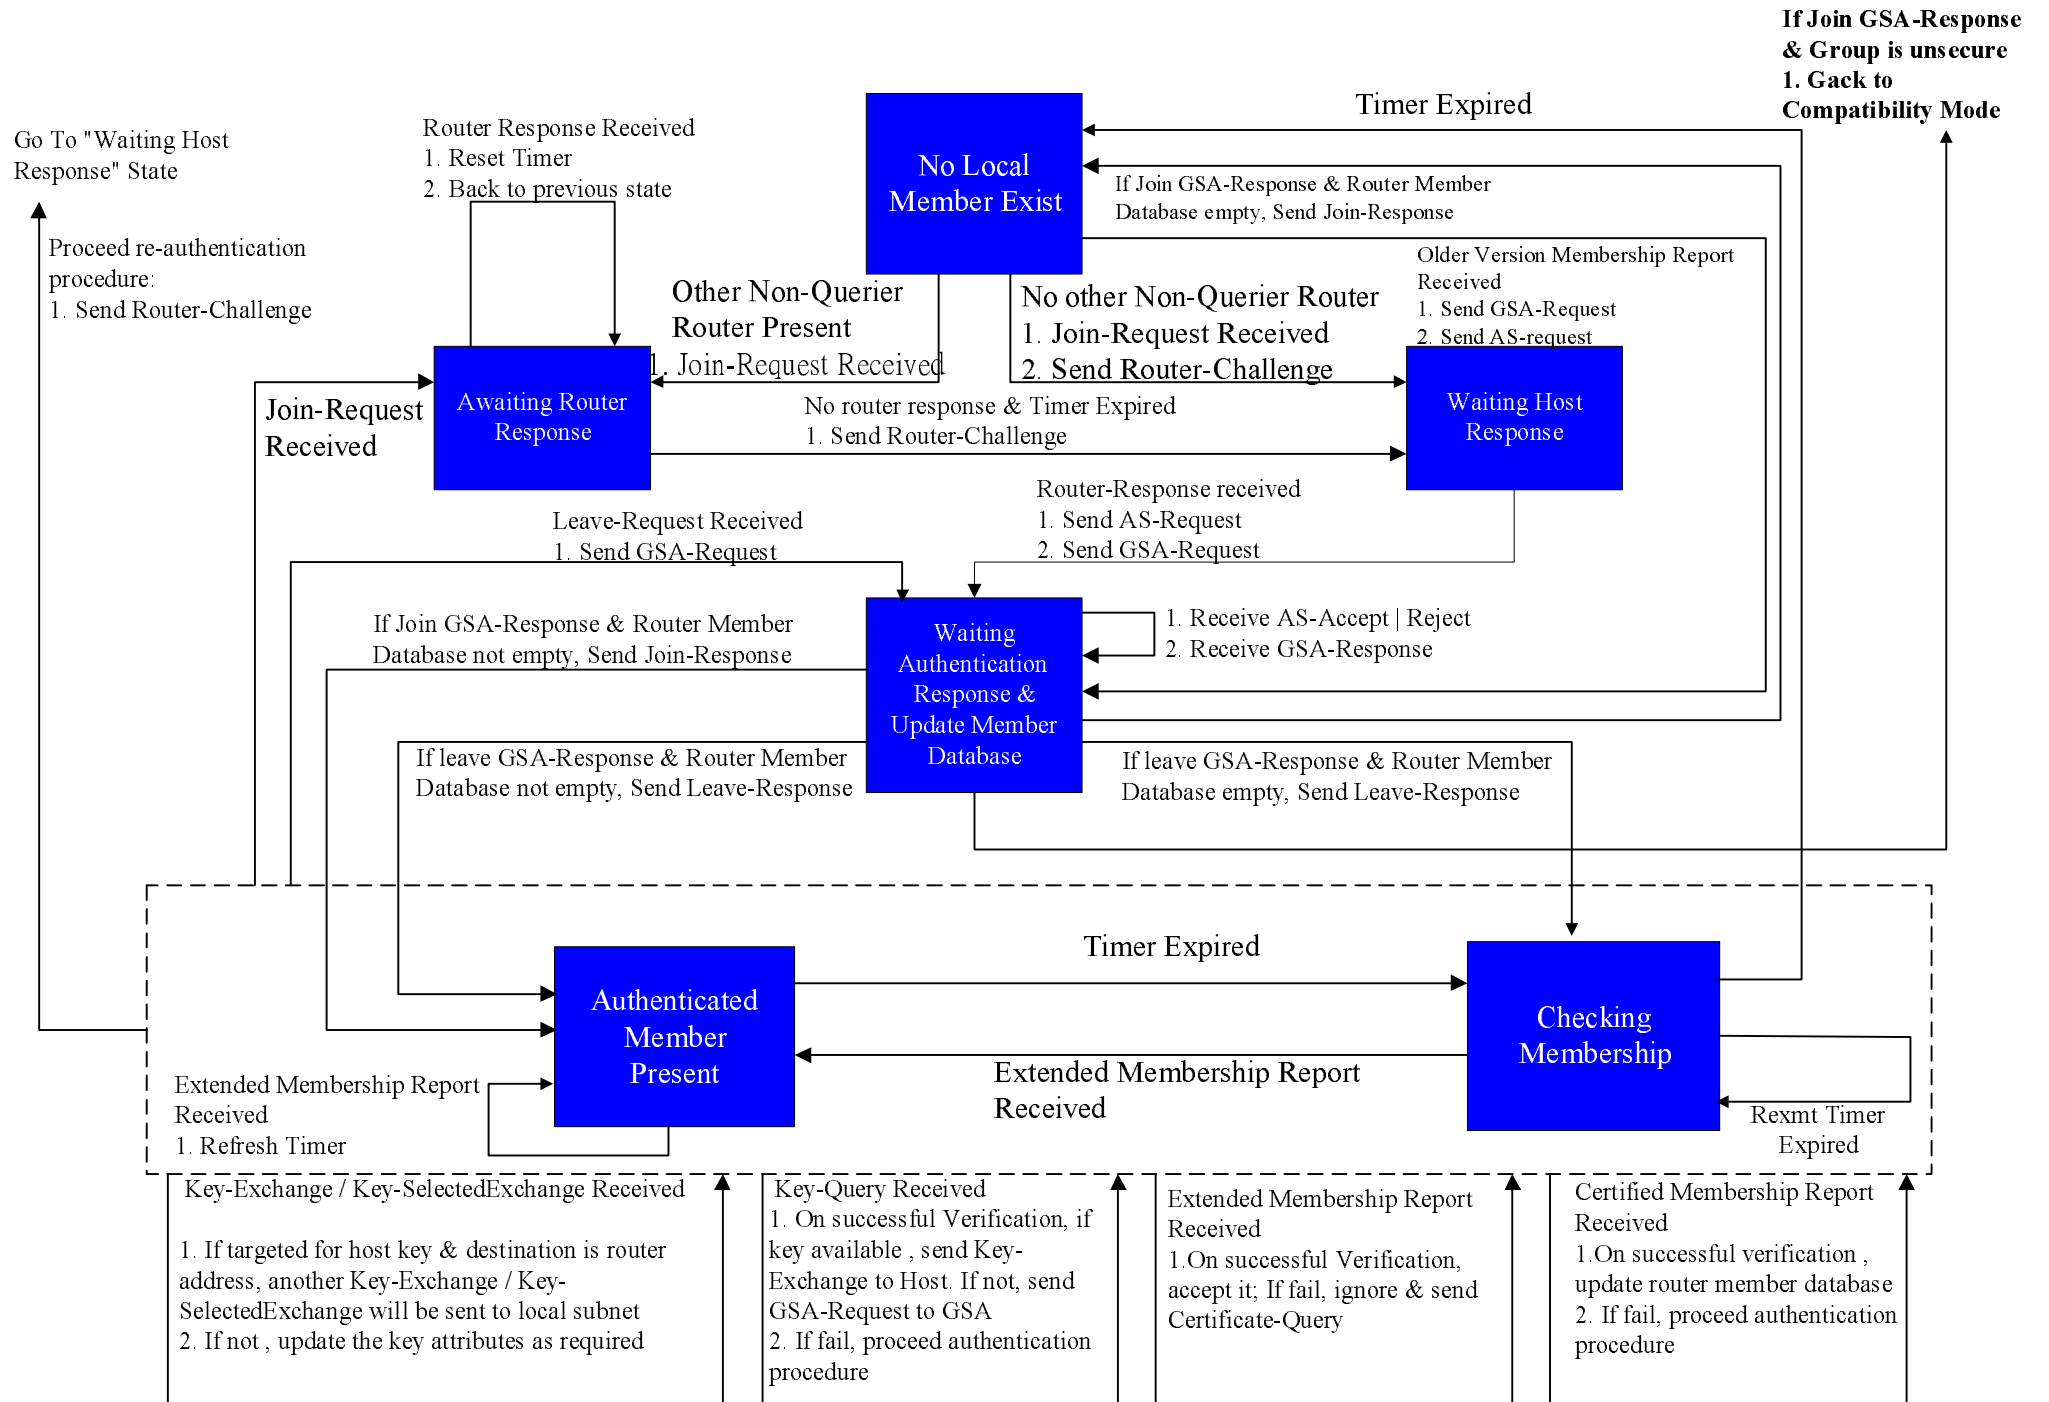 If Join GSA-Response
& Group is unsecure
1. Gack to
Compatibility Mode
Timer Expired
Go To "Waiting Host
Response" State
Router Response Received
1. Reset Timer
2. Back to previous state
No Local
Member Exist
If Join GSA-Response & Router Member
Database empty, Send Join-Response
Proceed re-authentication
procedure:
1. Send Router-Challenge
Older Version Membership Report
Received
1. Send GSA-Request
2. Send AS-request
Other Non-Querier
Router Present
1. Join-Request Received
No other Non-Querier Router
1. Join-Request Received
2. Send Router-Challenge
Join-Request
Received
Awaiting Router
Response
No router response & Timer Expired
1. Send Router-Challenge
Waiting Host
Response
Router-Response received
1. Send AS-Request
2. Send GSA-Request
Leave-Request Received
1. Send GSA-Request
If Join GSA-Response & Router Member
Database not empty, Send Join-Response
Waiting
Authentication
Response &
Update Member
Database
1. Receive AS-Accept | Reject
2. Receive GSA-Response
If leave GSA-Response & Router Member
Database not empty, Send Leave-Response
If leave GSA-Response & Router Member
Database empty, Send Leave-Response
Timer Expired
Authenticated
Member
Present
Checking
Membership
Extended Membership Report
Received
Extended Membership Report
Received
1. Refresh Timer
Rexmt Timer
Expired
Key-Exchange / Key-SelectedExchange Received
1. If targeted for host key & destination is router
address, another Key-Exchange / Key-
SelectedExchange will be sent to local subnet
2. If not , update the key attributes as required
Key-Query Received
1. On successful Verification, if
key available , send Key-
Exchange to Host. If not, send
GSA-Request to GSA
2. If fail, proceed authentication
procedure
Extended Membership Report
Received
1.On successful Verification,
accept it; If fail, ignore & send
Certificate-Query
Certified Membership Report
Received
1.On successful verification ,
update router member database
2. If fail, proceed authentication
procedure